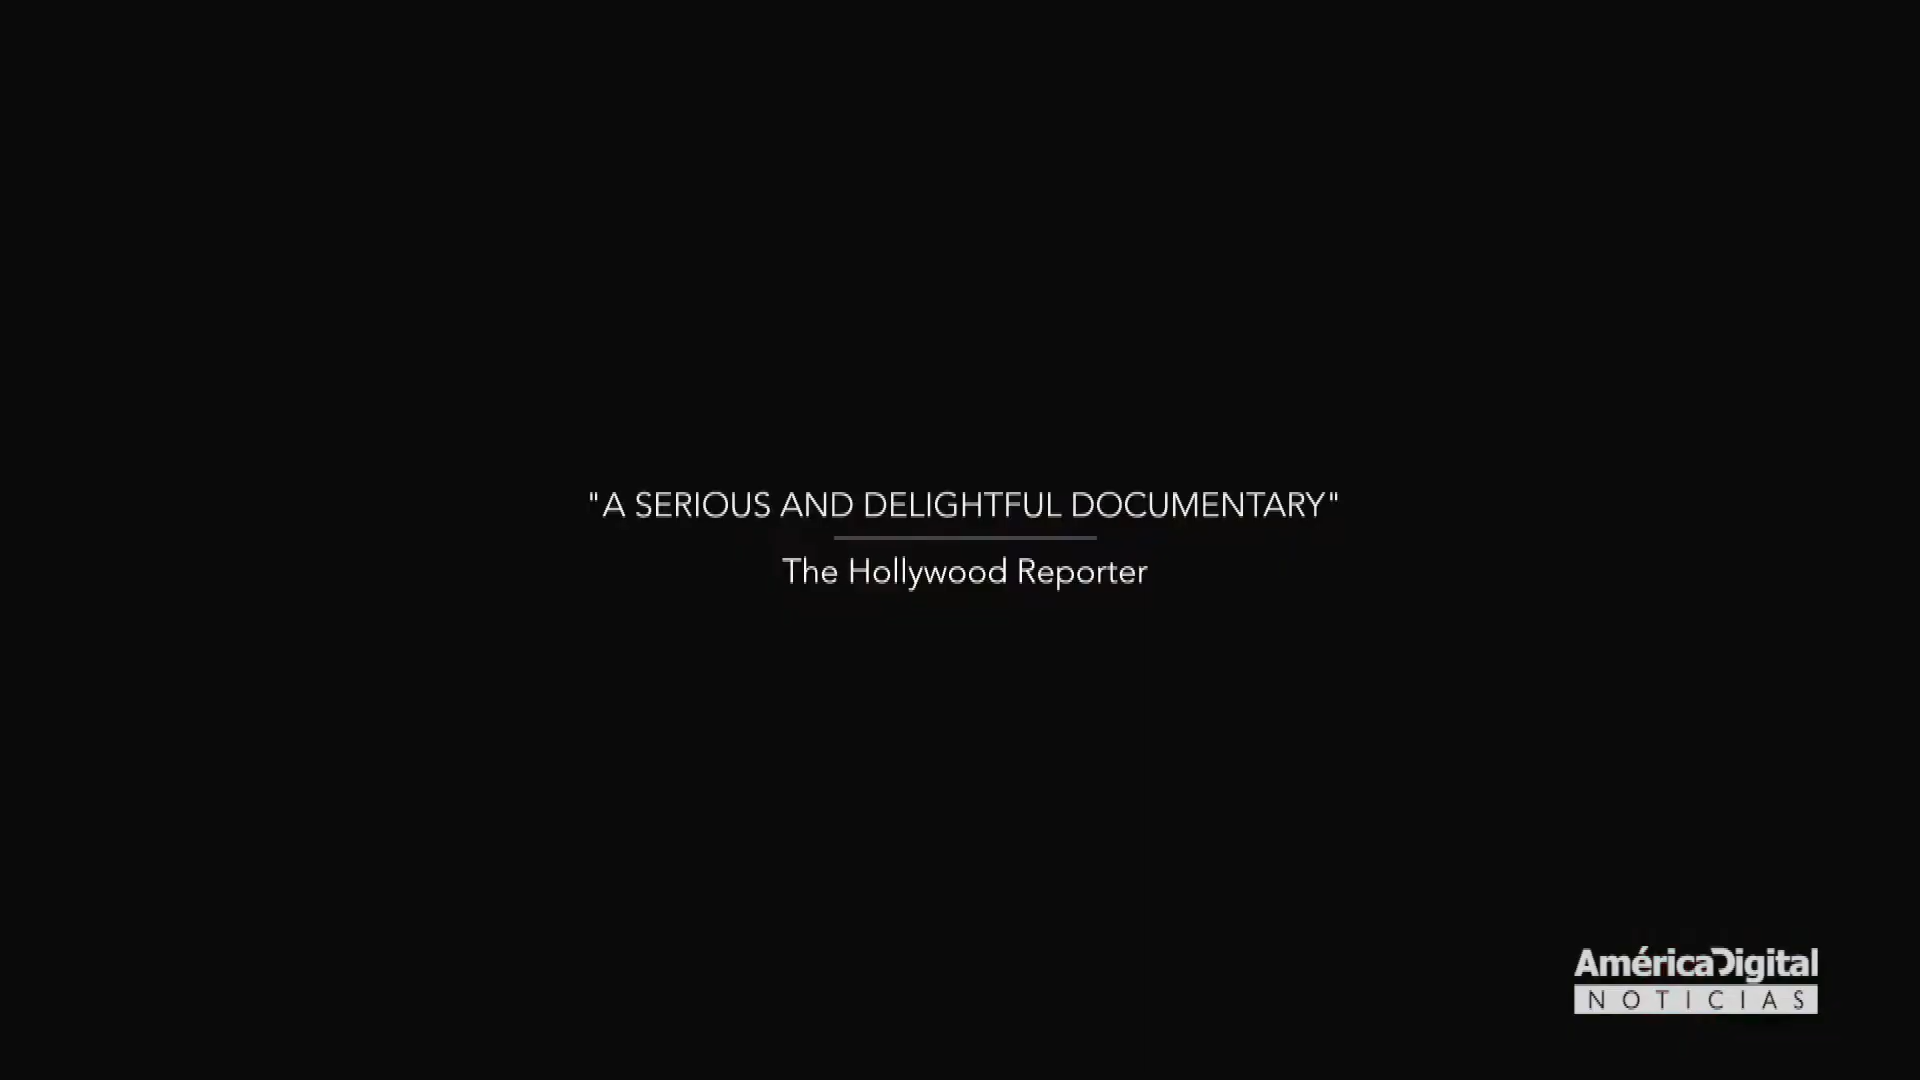 "A SERIOUS AND DELIGHTFUL DOCUMENTARY"
The Hollywood Reporter
AméricaDigital
NOTICIAS